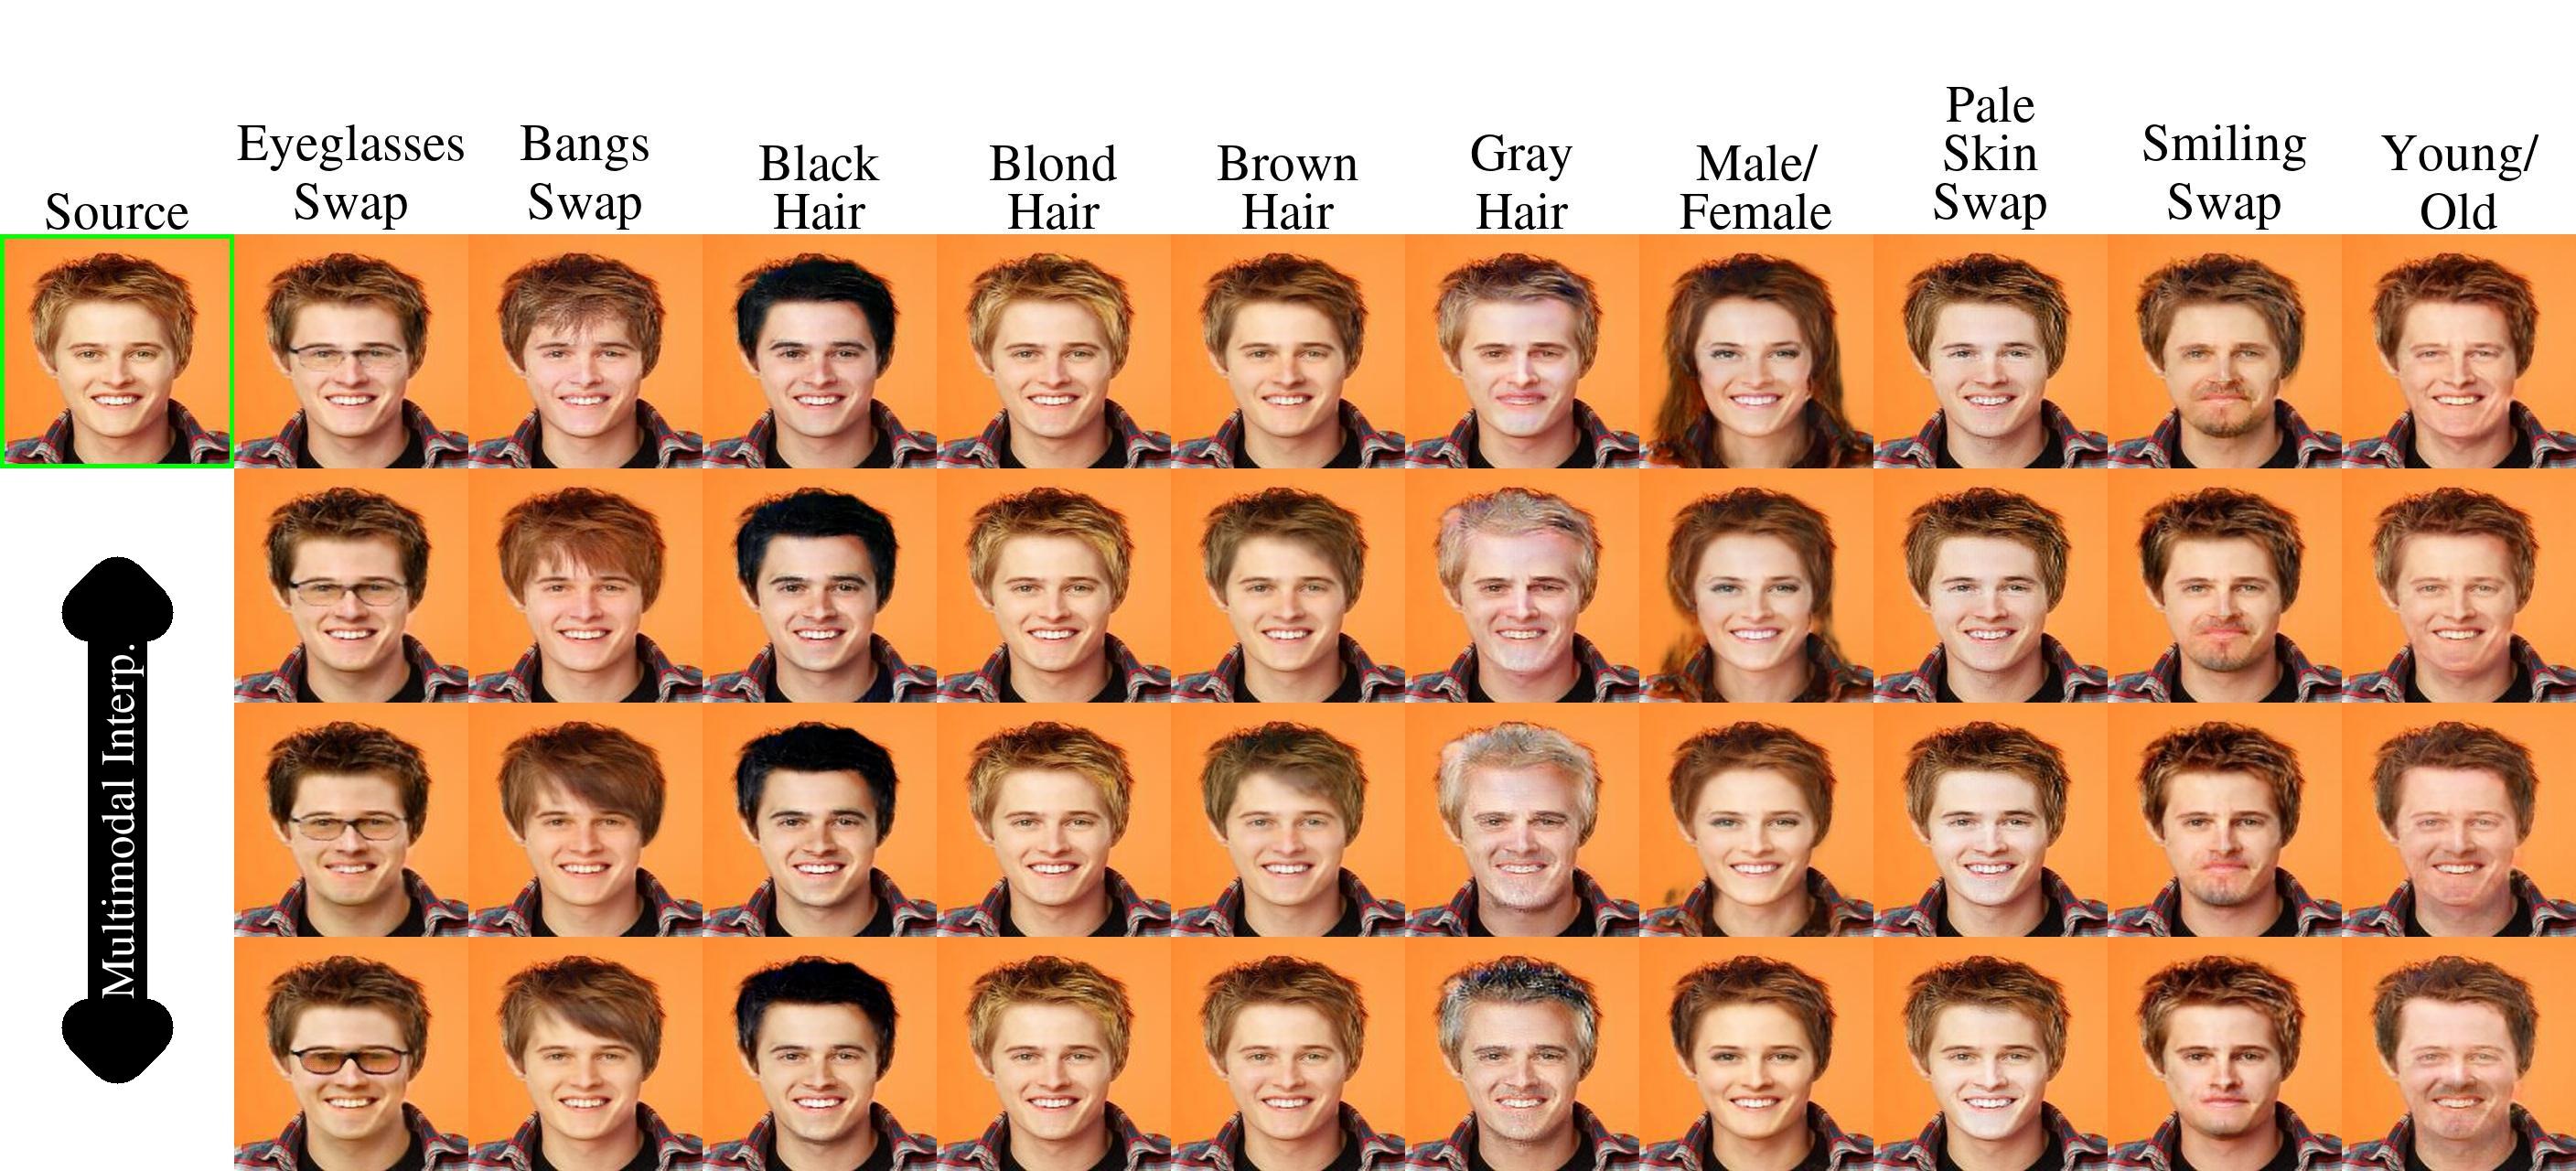 Source
Eyeglasses
Swap
Bangs
Swap
Black
Hair
Blond
Hair
Brown
Hair
Gray
Hair
Male/
Female
Pale
Skin
Swap
Smiling
Swap
Young/
Old
Multimodal Interp.